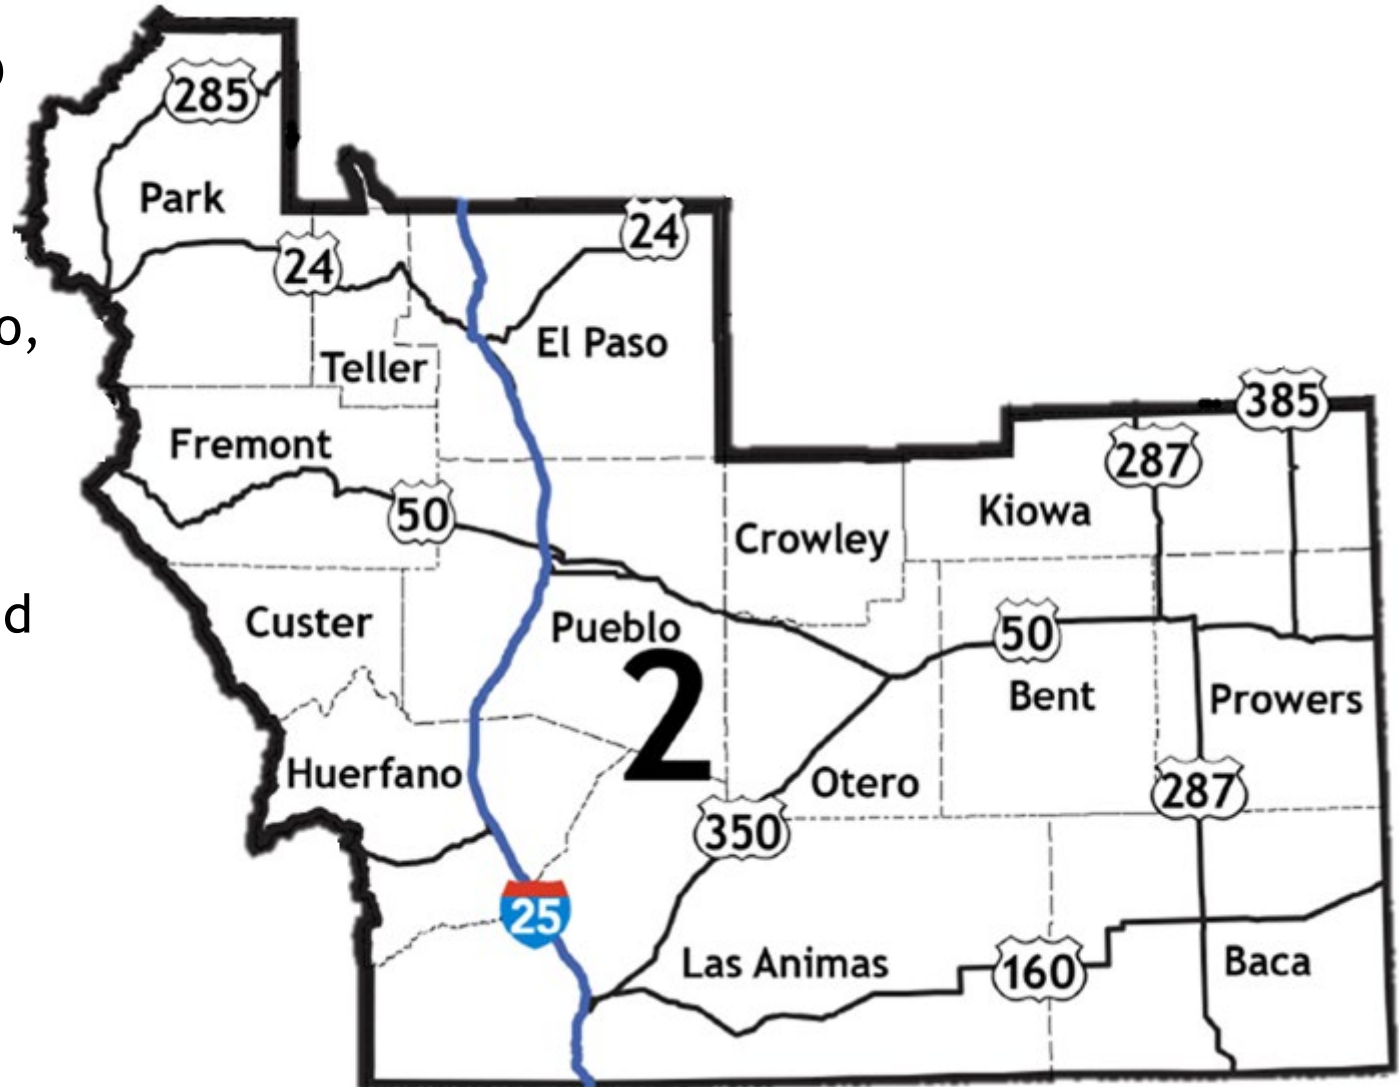 285
Park
24
24
o,
El Paso
Teller
385
Fremont
287
50
Kiowa
Crowley
d
Custer
Pueblo
50
2
Bent
Prowers
Huerfano
Otero
287
350
25
Las Animas
160
Baca